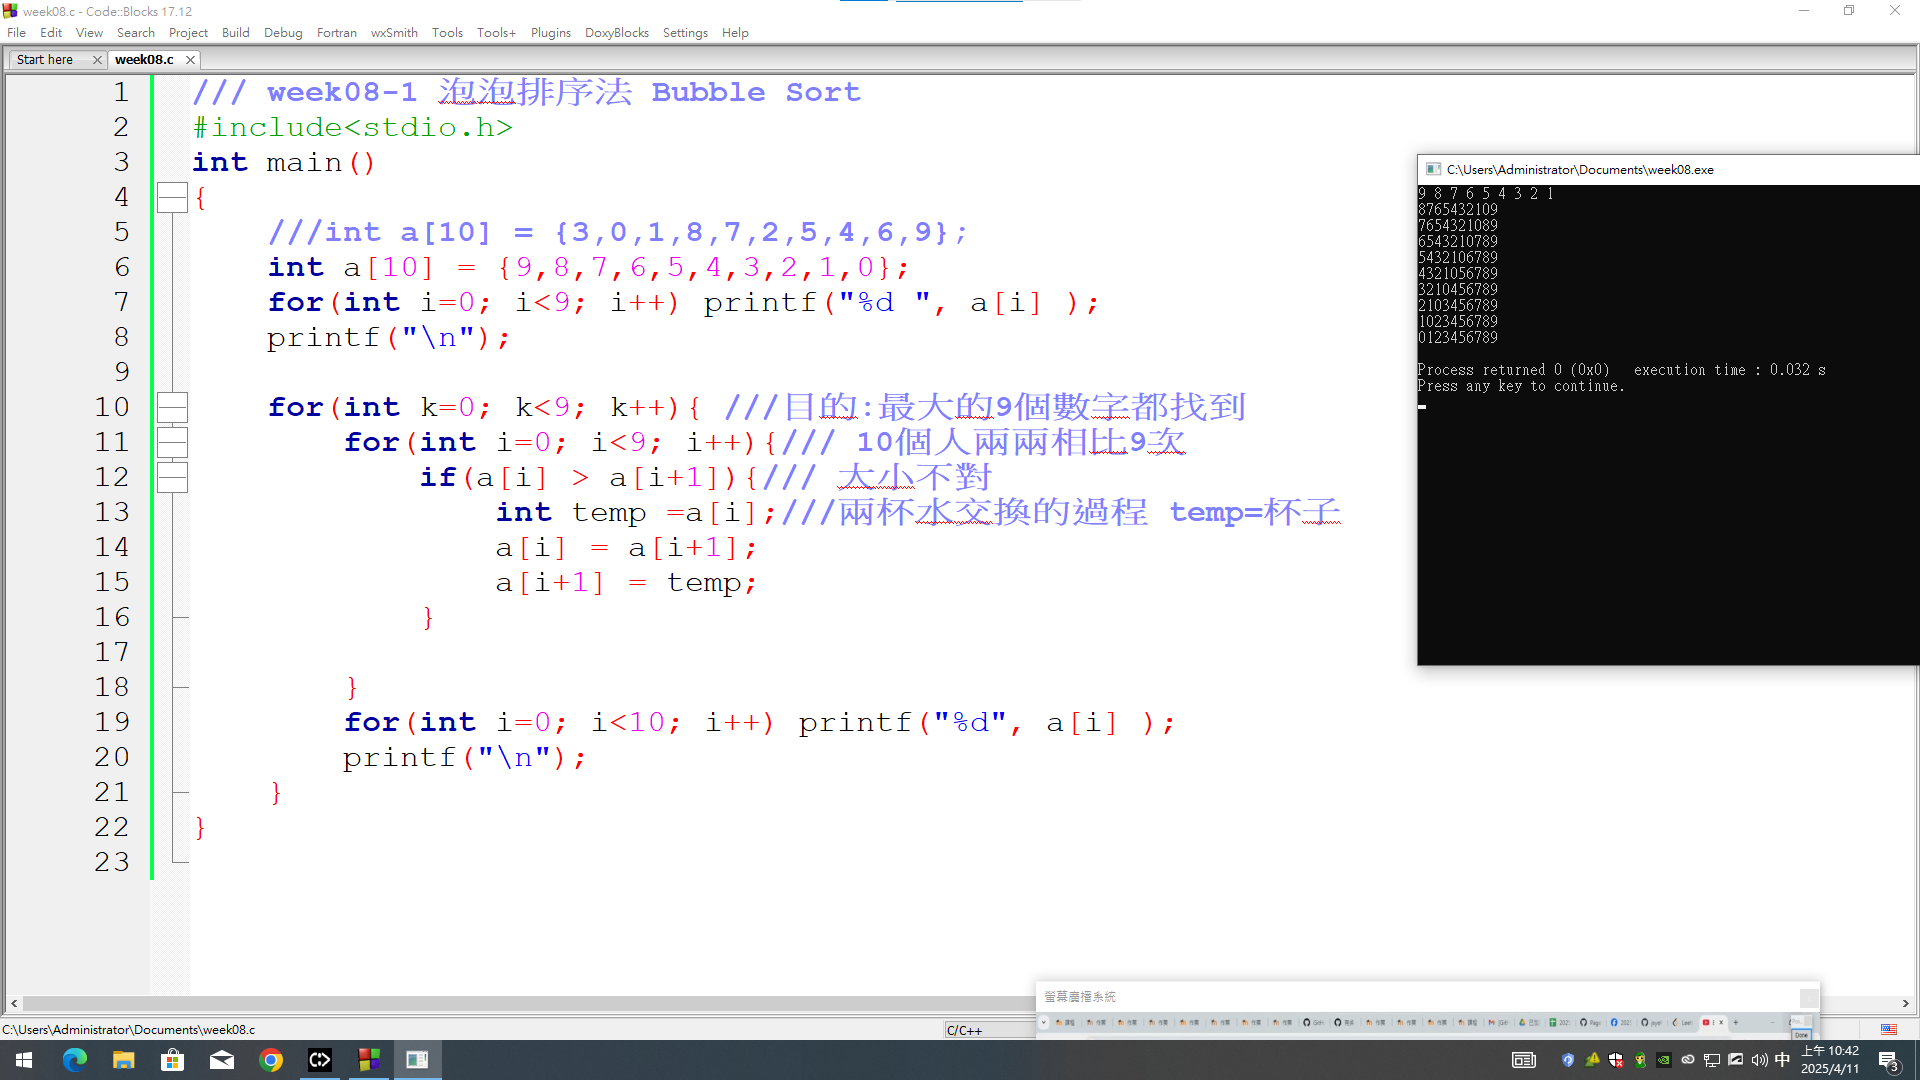 week08.c - Code::Blocks 17.12
File Edit View Search Project Build Debug Fortran wxSmith Tools Tools+ Plugins DoxyBlocks Settings Help
Start here
week08.c
1 /// week08-1 泡泡排序法 Bubble Sort
2 #include<stdio.h>
3 int main()
4 {
5 ///int a[10] = {3,0,1,8,7,2,5,4,6,9};
6 int a[10] = {9,8,7,6,5,4,3,2,1,0};
7 for(int i=0; i<9; i++) printf("%d ", a[i] );
8 printf("\n");
9
10 for(int k=0; k<9; k++){ ///目的:最大的9個數字都找到
11 for(int i=0; i<9; i++){/// 10個人兩兩相比9次
12 if(a[i] > a[i+1]){/// 大小不對
13 int temp =a[i];///兩杯水交換的過程 temp=杯子
14 a[i] = a[i+1];
15 a[i+1] = temp;
16 }
17
18 }
19 for(int i=0; i<10; i++) printf("%d", a[i] );
20 printf("\n");
21 }
22 }
23
C:\Users\Administrator\Documents\week08.exe
9 8 7 6 5 4 3 2 1
8765432109
7654321089
6543210789
5432106789
4321056789
3210456789
2103456789
1023456789
0123456789
Process returned 0 (0x0) execution time : 0.032 s
Press any key to continue.
螢幕廣播系統
Done
C:\Users\Administrator\Documents\week08.c
C/C++
中
上午 10:42
2025/4/11
3